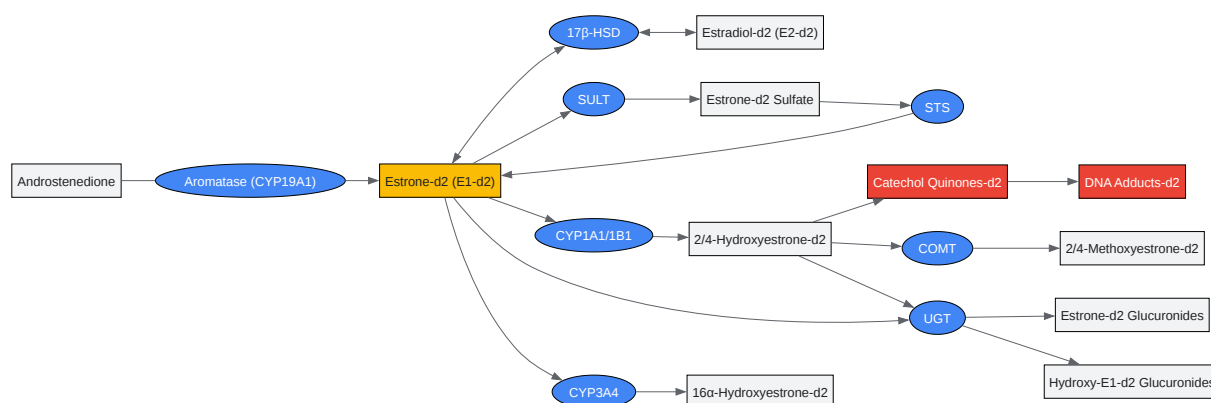 17β-HSD
Estradiol-d2 (E2-d2)
SULT
Estrone-d2 Sulfate
STS
Androstenedione
Aromatase (CYP19A1)
Estrone-d2 (E1-d2)
Catechol Quinones-d2
DNA Adducts-d2
CYP1A1/1B1
2/4-Hydroxyestrone-d2
COMT
2/4-Methoxyestrone-d2
UGT
Estrone-d2 Glucuronides
Hydroxy-E1-d2 Glucuronides
CYP3A4
16α-Hydroxyestrone-d2